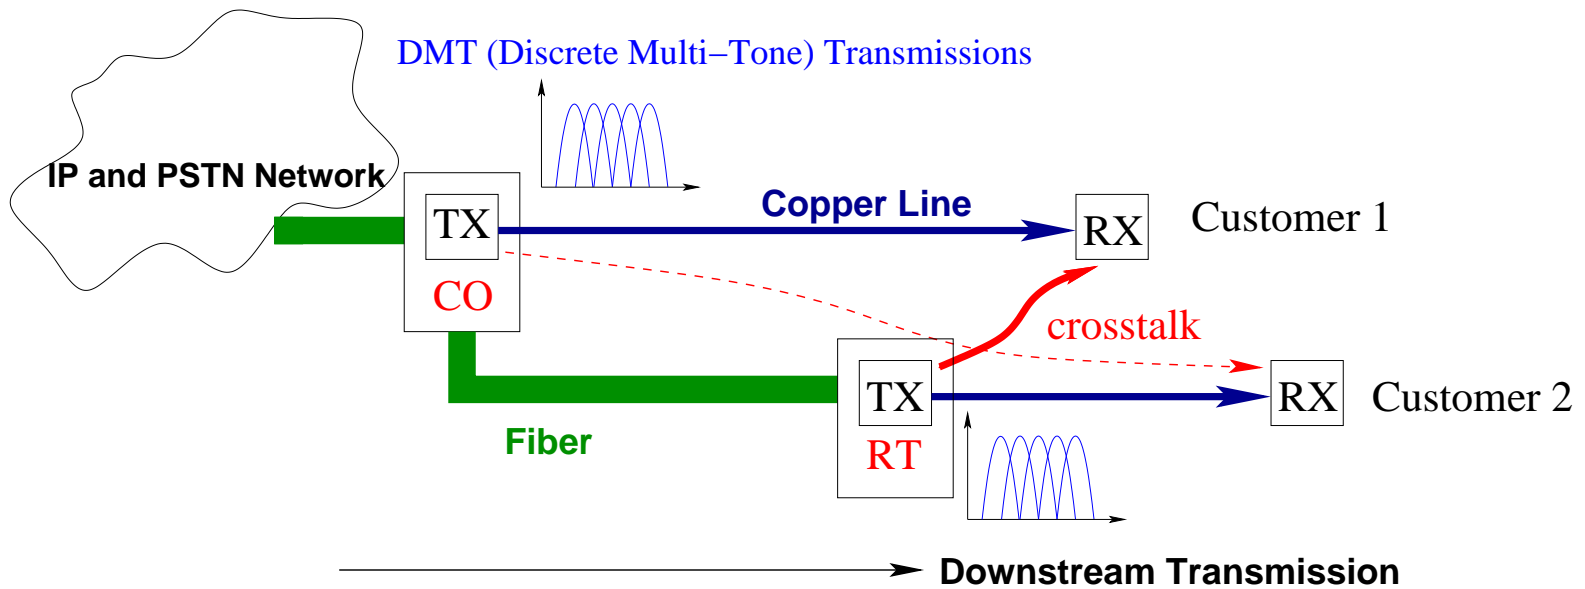 DMT (Discrete Multi−Tone) Transmissions
IP and PSTN Network
TX
Copper Line
RX
Customer 1
CO
crosstalk
TX
RX
Customer 2
Fiber
RT
Downstream Transmission